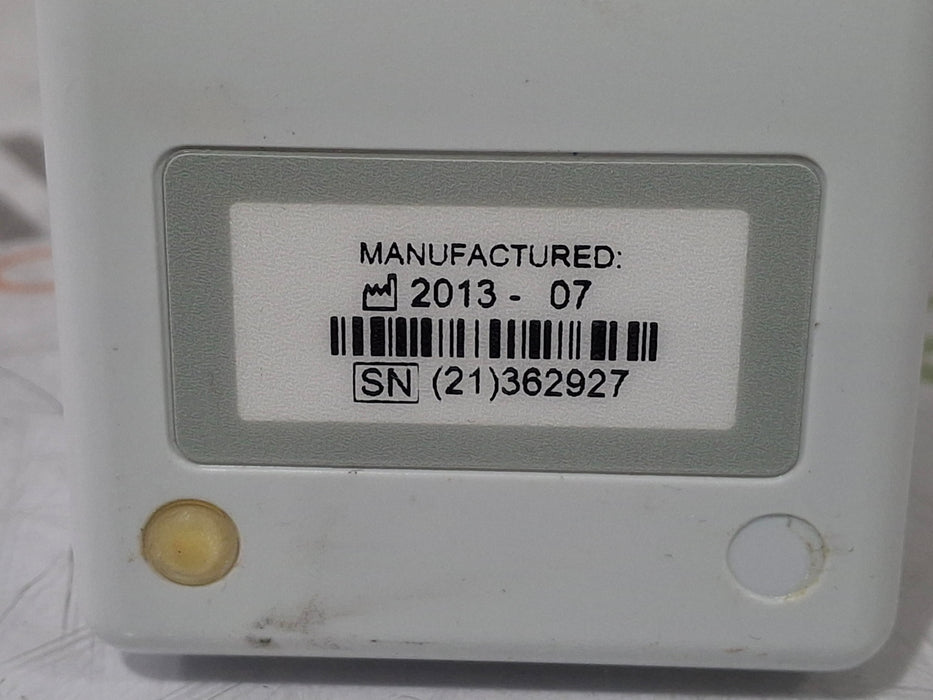 MANUFACTURED:
2013 - 07
SN (21)362927